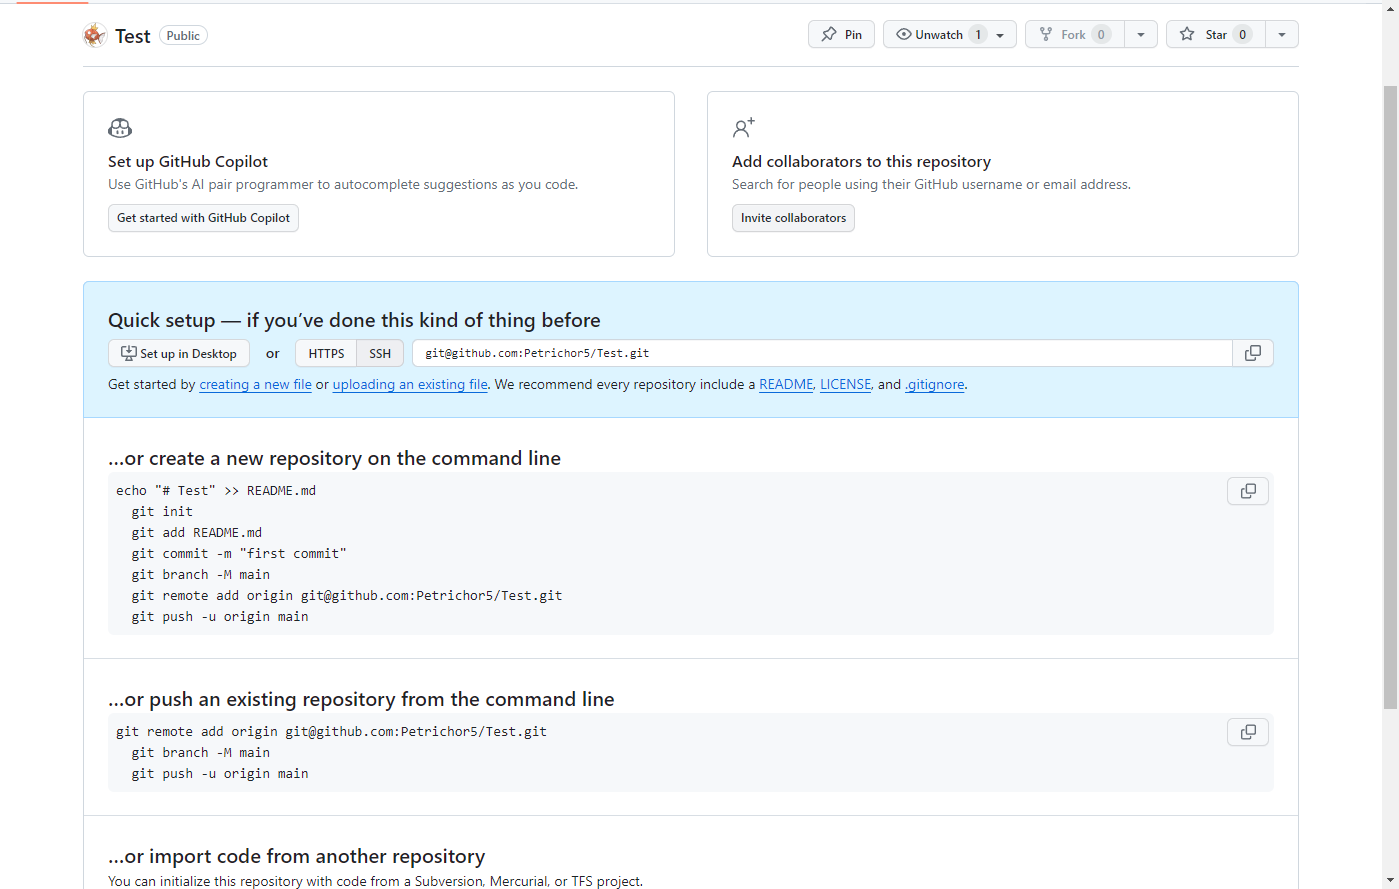 Test Public Pin Unwatch 1 Fork 0 Star 0
Set up GitHub Copilot
Use GitHub's AI pair programmer to autocomplete suggestions as you code.
Get started with GitHub Copilot
Add collaborators to this repository
Search for people using their GitHub username or email address.
Invite collaborators
Quick setup — if you’ve done this kind of thing before
Set up in Desktop or HTTPS SSH git@github.com:Petrichor5/Test.git
Get started by creating a new file or uploading an existing file. We recommend every repository include a README, LICENSE, and .gitignore.
…or create a new repository on the command line
echo "# Test" >> README.md
git init
git add README.md
git commit -m "first commit"
git branch -M main
git remote add origin git@github.com:Petrichor5/Test.git
git push -u origin main
…or push an existing repository from the command line
git remote add origin git@github.com:Petrichor5/Test.git
git branch -M main
git push -u origin main
…or import code from another repository
You can initialize this repository with code from a Subversion, Mercurial, or TFS project.